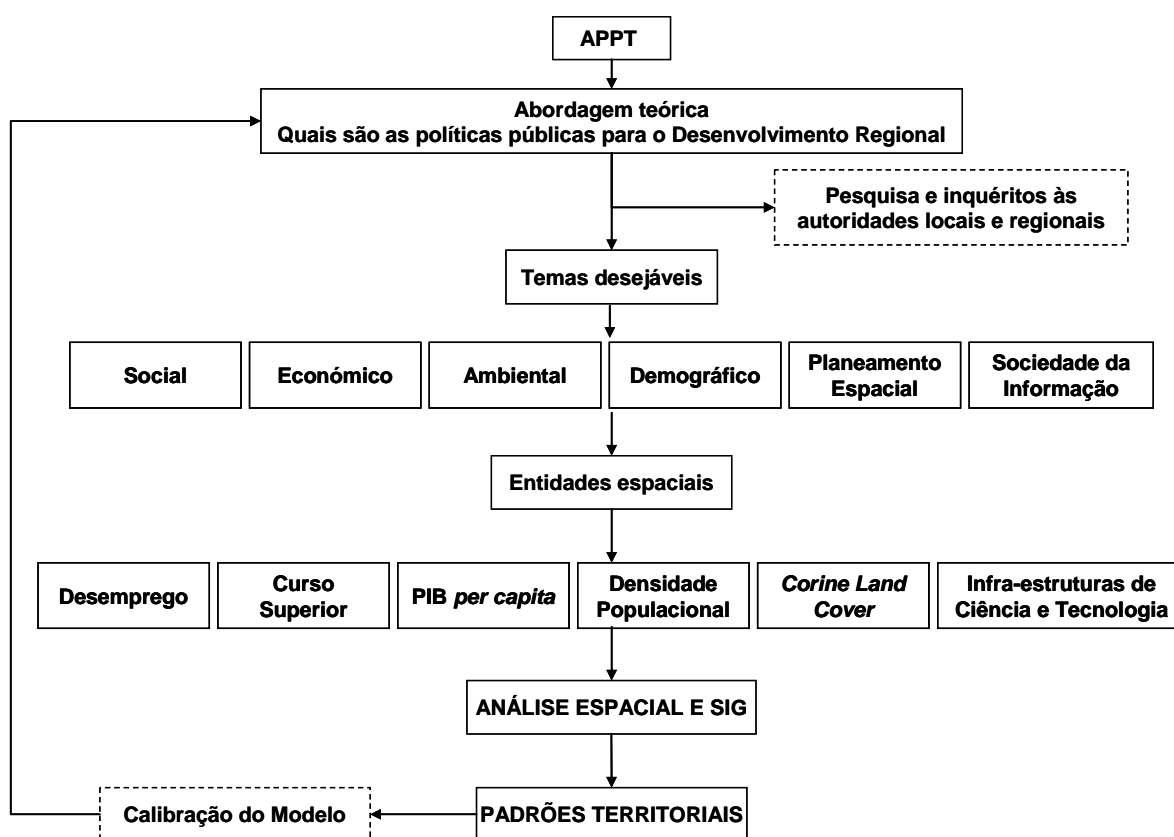 APPT
Abordagem teórica
Quais são as políticas públicas para o Desenvolvimento Regional
Pesquisa e inquéritos às
autoridades locais e regionais
Temas desejáveis
Social
Económico
Ambiental
Demográfico
Planeamento
Espacial
Sociedade da
Informação
Entidades espaciais
Desemprego
Curso
Superior
PIB per capita
Densidade
Populacional
Corine Land
Cover
Infra-estruturas de
Ciência e Tecnologia
ANÁLISE ESPACIAL E SIG
Calibração do Modelo
PADRÕES TERRITORIAIS